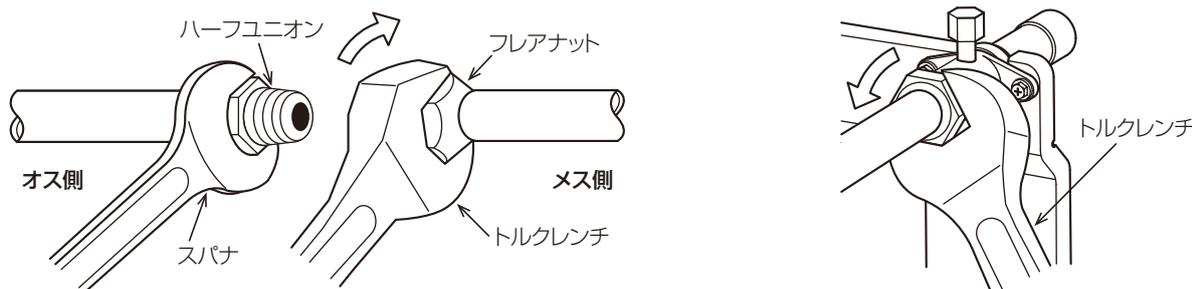 ハーフユニオン
フレアナット
オス側
メス側
スパナ
トルクレンチ
トルクレンチ